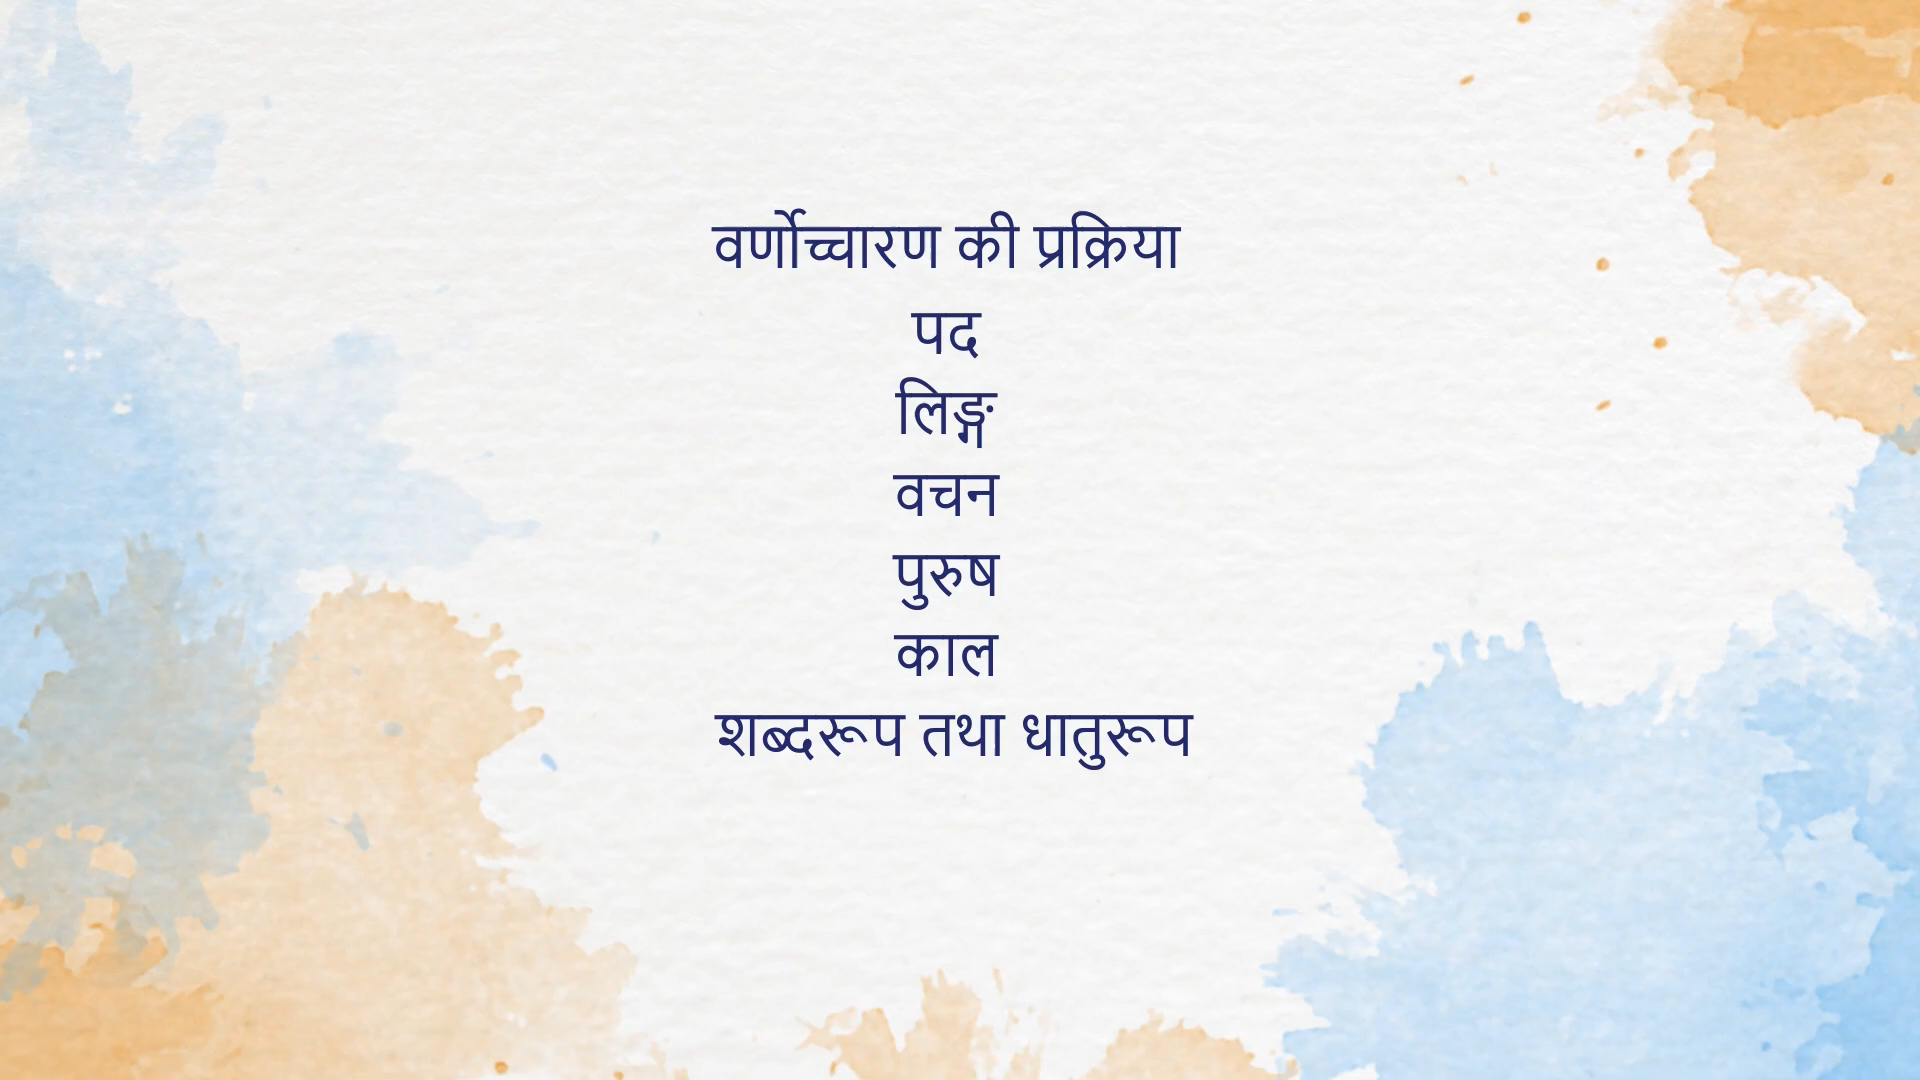 वर्णोच्चारण की प्रक्रिया
पद
लिङ्ग
वचन
पुरुष
काल
शब्दरूप तथा धातुरूप